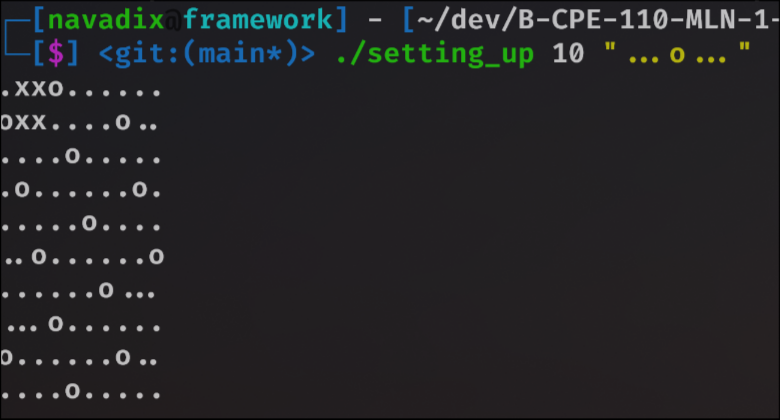 ┌─[navadix@framework] - [~/dev/B-CPE-110-MLN-1-
└─[$] <git:(main*)> ./setting_up 10 "...o..."
.xxo......
oxx....o..
....o.....
.o......o.
.....o....
..o......o
......o...
...o......
o......o..
....o.....